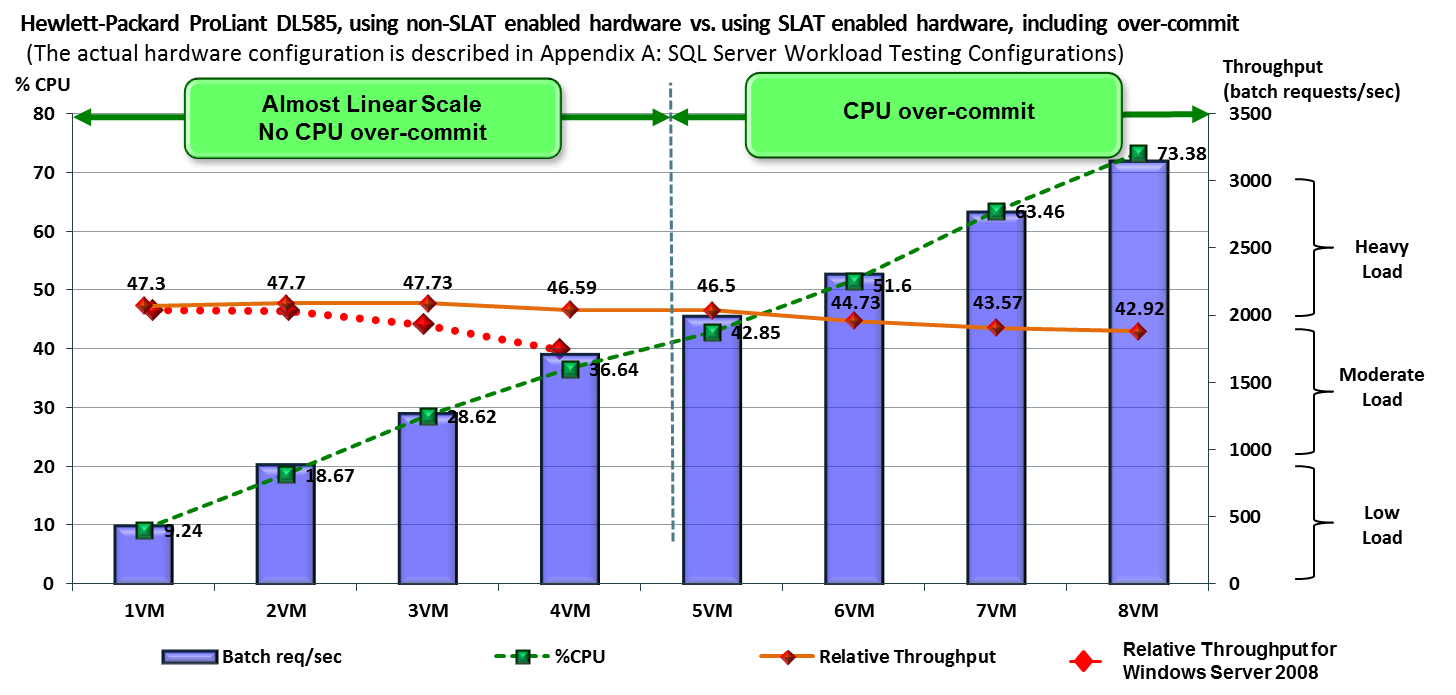 Hewlett-Packard ProLiant DL585, using non-SLAT enabled hardware vs. using SLAT enabled hardware, including over-commit
(The actual hardware configuration is described in Appendix A: SQL Server Workload Testing Configurations)
% CPU
Throughput
(batch requests/sec)
Almost Linear Scale
No CPU over-commit
CPU over-commit
80
70
60
50
40
30
20
10
0
3500
3000
2500
2000
1500
1000
500
0
47.3
47.7
47.73
46.59
46.5
44.73
43.57
42.92
9.24
18.67
28.62
36.64
42.85
51.6
63.46
73.38
Heavy
Load
Moderate
Load
Low
Load
1VM
2VM
3VM
4VM
5VM
6VM
7VM
8VM
Batch req/sec
%CPU
Relative Throughput
Relative Throughput for
Windows Server 2008